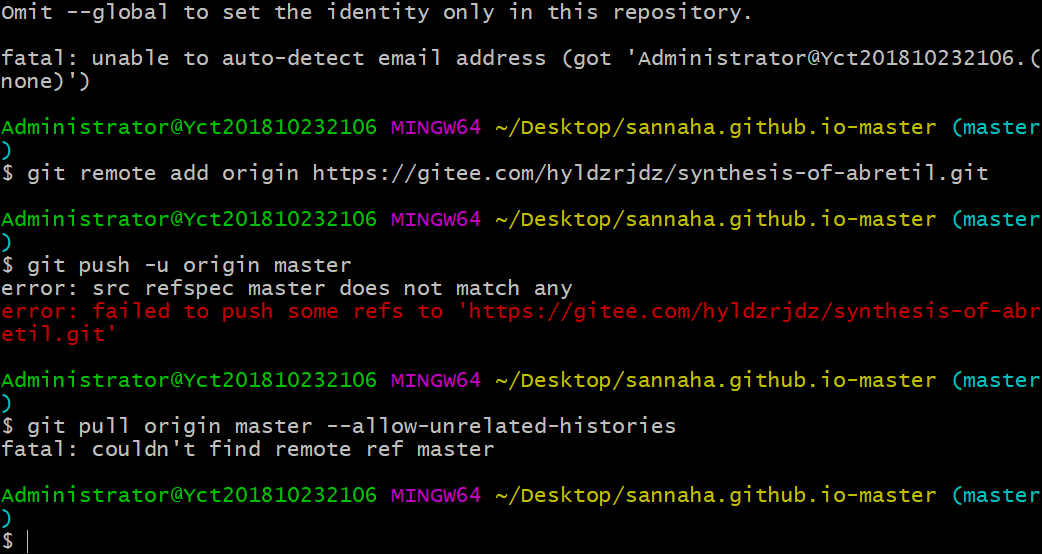 Omit --global to set the identity only in this repository.
fatal: unable to auto-detect email address (got 'Administrator@Yct201810232106.(
none)')
Administrator@Yct201810232106 MINGW64 ~/Desktop/sannaha.github.io-master (master
)
$ git remote add origin https://gitee.com/hyldzrjdz/synthesis-of-abretil.git
Administrator@Yct201810232106 MINGW64 ~/Desktop/sannaha.github.io-master (master
)
$ git push -u origin master
error: src refspec master does not match any
error: failed to push some refs to 'https://gitee.com/hyldzrjdz/synthesis-of-abr
etil.git'
Administrator@Yct201810232106 MINGW64 ~/Desktop/sannaha.github.io-master (master
)
$ git pull origin master --allow-unrelated-histories
fatal: couldn't find remote ref master
Administrator@Yct201810232106 MINGW64 ~/Desktop/sannaha.github.io-master (master
)
$